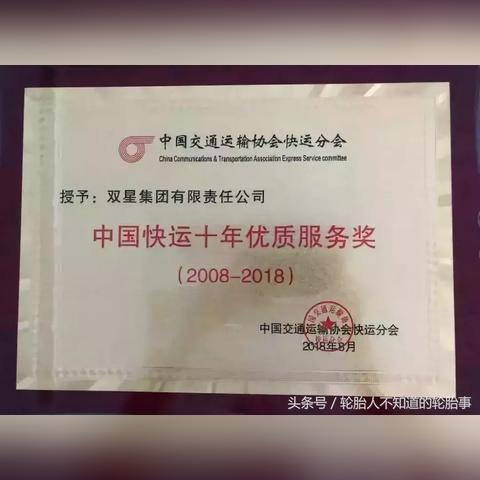 中国交通运输协会快运分会
China Communications & Transportation Association Express Service committee
授予：双星集团有限责任公司
中国快运十年优质服务奖
（2008-2018）
中国交通运输协会快运分会
2018年8月
头条号／轮胎人不知道的轮胎事